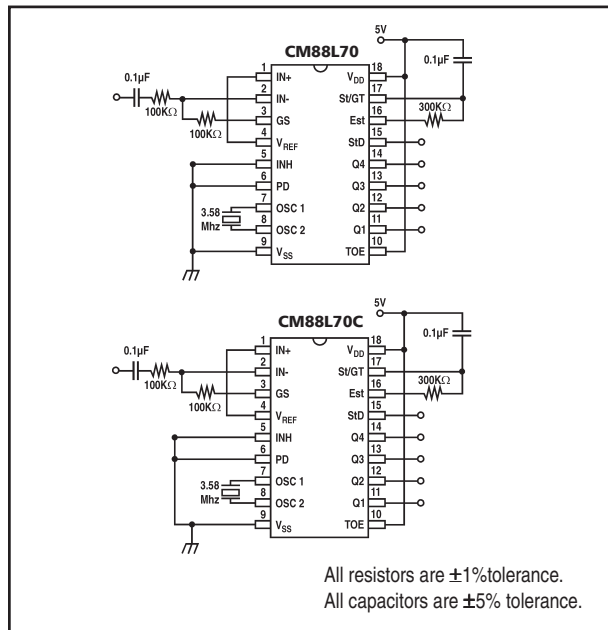 5V
CM88L70
0.1µF
100KΩ
100KΩ
1 IN+
2 IN-
3 GS
4 VREF
5 INH
6 PD
7 OSC 1
8 OSC 2
9 VSS
3.58
Mhz
18 VDD
17 St/GT
16 Est
15 StD
14 Q4
13 Q3
12 Q2
11 Q1
10 TOE
0.1µF
300KΩ
5V
CM88L70C
0.1µF
100KΩ
100KΩ
1 IN+
2 IN-
3 GS
4 VREF
5 INH
6 PD
7 OSC 1
8 OSC 2
9 VSS
3.58
Mhz
18 VDD
17 St/GT
16 Est
15 StD
14 Q4
13 Q3
12 Q2
11 Q1
10 TOE
0.1µF
300KΩ
All resistors are ±1%tolerance.
All capacitors are ±5% tolerance.